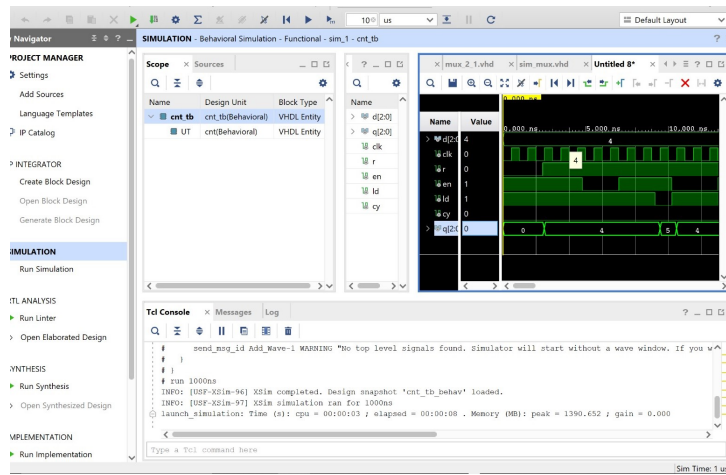 10 us
Default Layout
Navigator
? _
SIMULATION - Behavioral Simulation - Functional - sim_1 - cnt_tb
?
PROJECT MANAGER
Settings
Add Sources
Language Templates
IP Catalog
P INTEGRATOR
Create Block Design
Open Block Design
Generate Block Design
SIMULATION
Run Simulation
RTL ANALYSIS
Run Linter
Open Elaborated Design
SYNTHESIS
Run Synthesis
Open Synthesized Design
IMPLEMENTATION
Run Implementation
Scope × Sources
Name Design Unit Block Type
cnt_tb cnt_tb(Behavioral) VHDL Entity
UT cnt(Behavioral) VHDL Entity
Name
d[2:0]
q[2:0]
clk
r
en
ld
cy
× mux_2_1.vhd × sim_mux.vhd × Untitled 8* ×
0.000 ns
Name Value
0.000 ns 5.000 ns 10.000 ns
d[2:0 4 4
clk 0
4
r 0
en 1
ld 1
cy 0
q[2:0 0 0 4 5 4
Tcl Console × Messages Log
# send_msg_id Add_Wave-1 WARNING "No top level signals found. Simulator will start without a wave window. If you w
# }
# }
# run 1000ns
INFO: [USF-XSim-96] XSim completed. Design snapshot 'cnt_tb_behav' loaded.
INFO: [USF-XSim-97] XSim simulation ran for 1000ns
launch_simulation: Time (s): cpu = 00:00:03 ; elapsed = 00:00:08 . Memory (MB): peak = 1390.652 ; gain = 0.000
Type a Tcl command here
Sim Time: 1 us